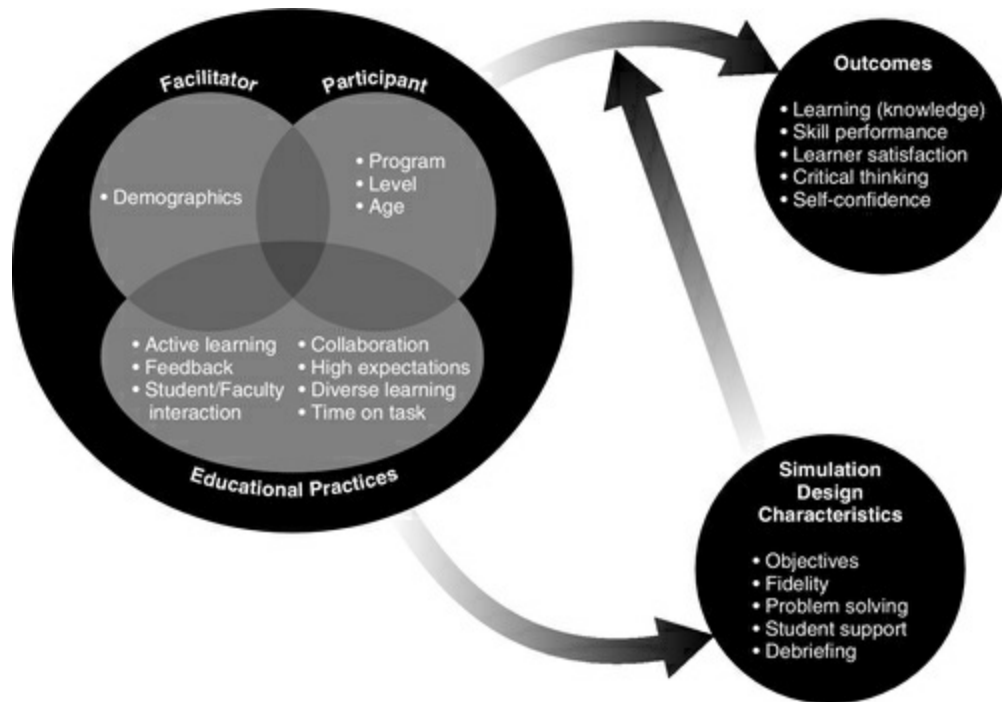 Facilitator
Participant
• Demographics
• Program
• Level
• Age
• Active learning
• Feedback
• Student/Faculty
interaction
• Collaboration
• High expectations
• Diverse learning
• Time on task
Educational Practices
Outcomes
• Learning (knowledge)
• Skill performance
• Learner satisfaction
• Critical thinking
• Self-confidence
Simulation
Design
Characteristics
• Objectives
• Fidelity
• Problem solving
• Student support
• Debriefing